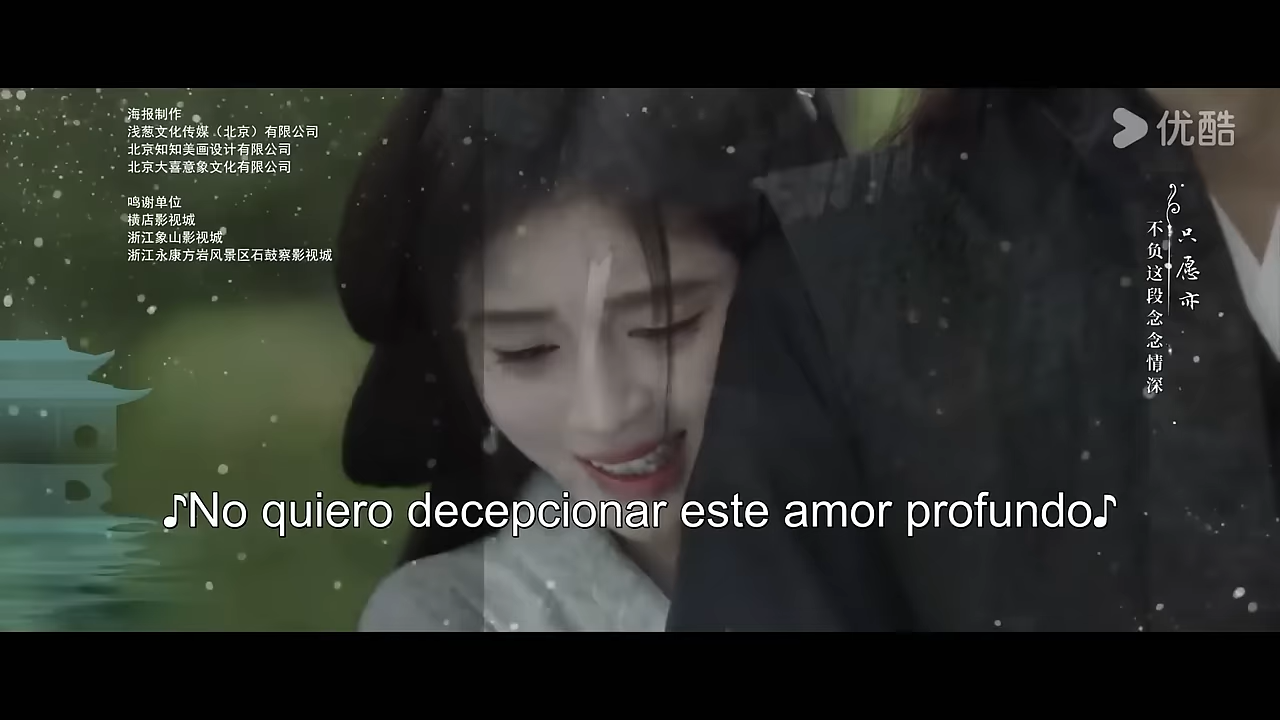 海报制作
浅葱文化传媒（北京）有限公司
北京知知美画设计有限公司
北京大喜意象文化有限公司
鸣谢单位
横店影视城
浙江象山影视城
浙江永康方岩风景区石鼓寮影视城
优酷
只愿亦
不负这段念念情深
♪No quiero decepcionar este amor profundo♪